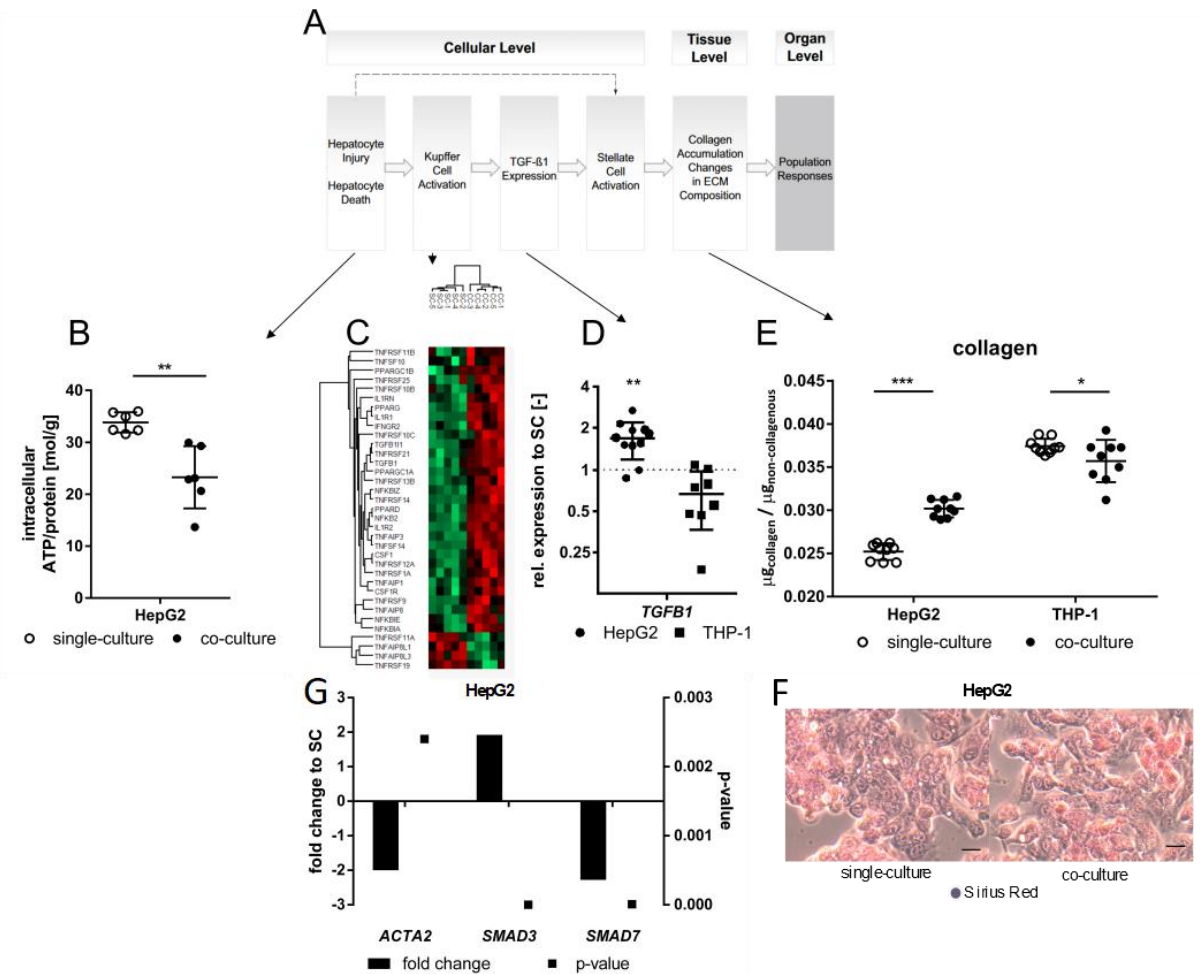 A
Cellular Level
Tissue
Level
Organ
Level
Hepatocyte
Injury
Hepatocyte
Death
Kupffer
Cell
Activation
TGF-ß1
Expression
Stellate
Cell
Activation
Collagen
Accumulation
Changes
in ECM
Composition
Population
Responses
B
**
intracellular
ATP/protein [mol/g]
40
30
20
10
0
HepG2
single-culture
co-culture
C
TNFRSF11B
TNFSF10
PPARGC1B
TNFRSF25
TNFRSF10B
IL1RN
PPARG
IL1R1
IFNGR2
TNFRSF10C
TGFB1I1
TNFRSF21
TGFB1
PPARGC1A
TNFRSF13B
NFKBIZ
TNFRSF14
PPARD
NFKB2
IL1R2
TNFAIP3
TNFSF14
CSF1
TNFRSF12A
TNFRSF1A
TNFAIP1
CSF1R
TNFRSF9
TNFAIP8
NFKBIE
NFKBIA
TNFRSF11A
TNFAIP8L1
TNFAIP8L3
TNFRSF19
D
rel. expression to SC [-]
4
2
1
0.5
0.25
**
TGFB1
HepG2
THP-1
E
collagen
µgcollagen / µgnon-collagenous
0.045
0.040
0.035
0.030
0.025
0.020
***
*
HepG2
THP-1
single-culture
co-culture
G
HepG2
fold change to SC
3
2
1
0
-1
-2
-3
0.003
0.002
0.001
0.000
p-value
ACTA2
SMAD3
SMAD7
fold change
p-value
F
HepG2
single-culture
co-culture
Sirius Red